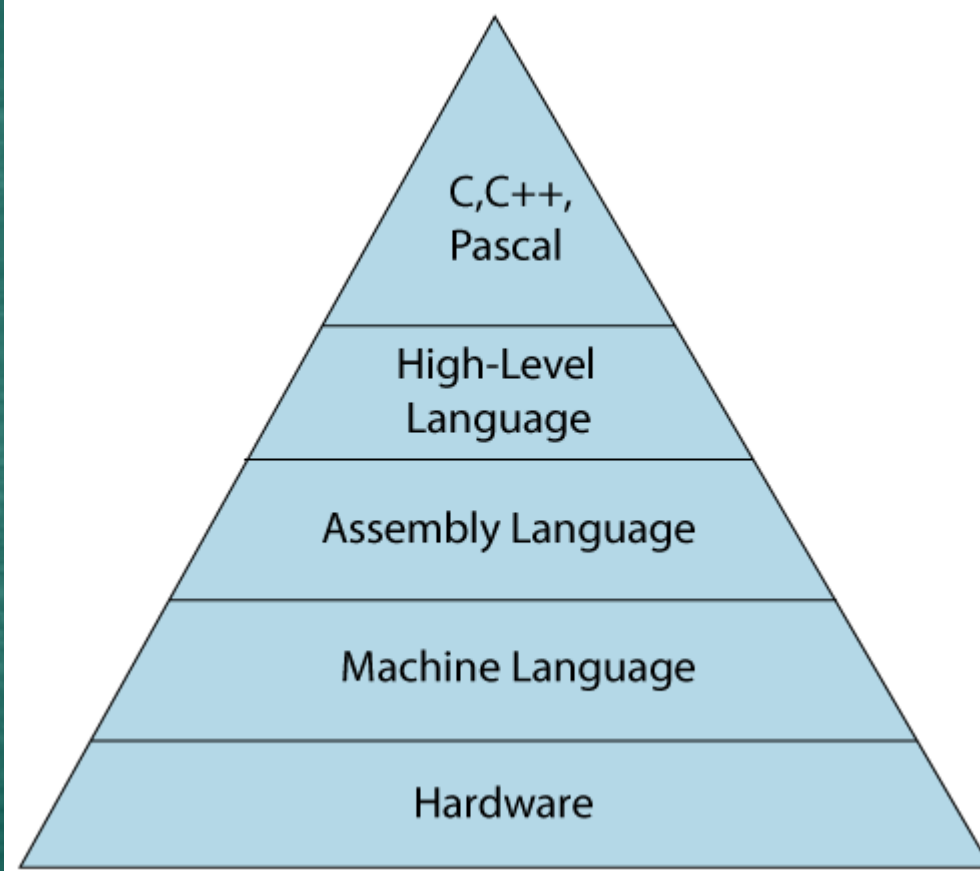 C,C++,
Pascal
High-Level
Language
Assembly Language
Machine Language
Hardware